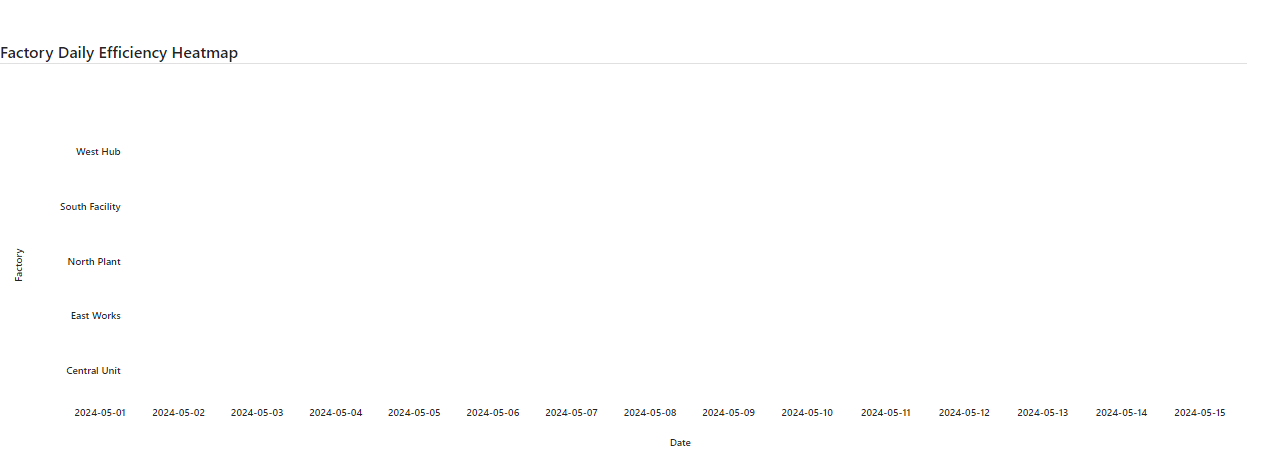 Factory Daily Efficiency Heatmap
West Hub
South Facility
North Plant
East Works
Central Unit
Factory
2024-05-01 2024-05-02 2024-05-03 2024-05-04 2024-05-05 2024-05-06 2024-05-07 2024-05-08 2024-05-09 2024-05-10 2024-05-11 2024-05-12 2024-05-13 2024-05-14 2024-05-15
Date